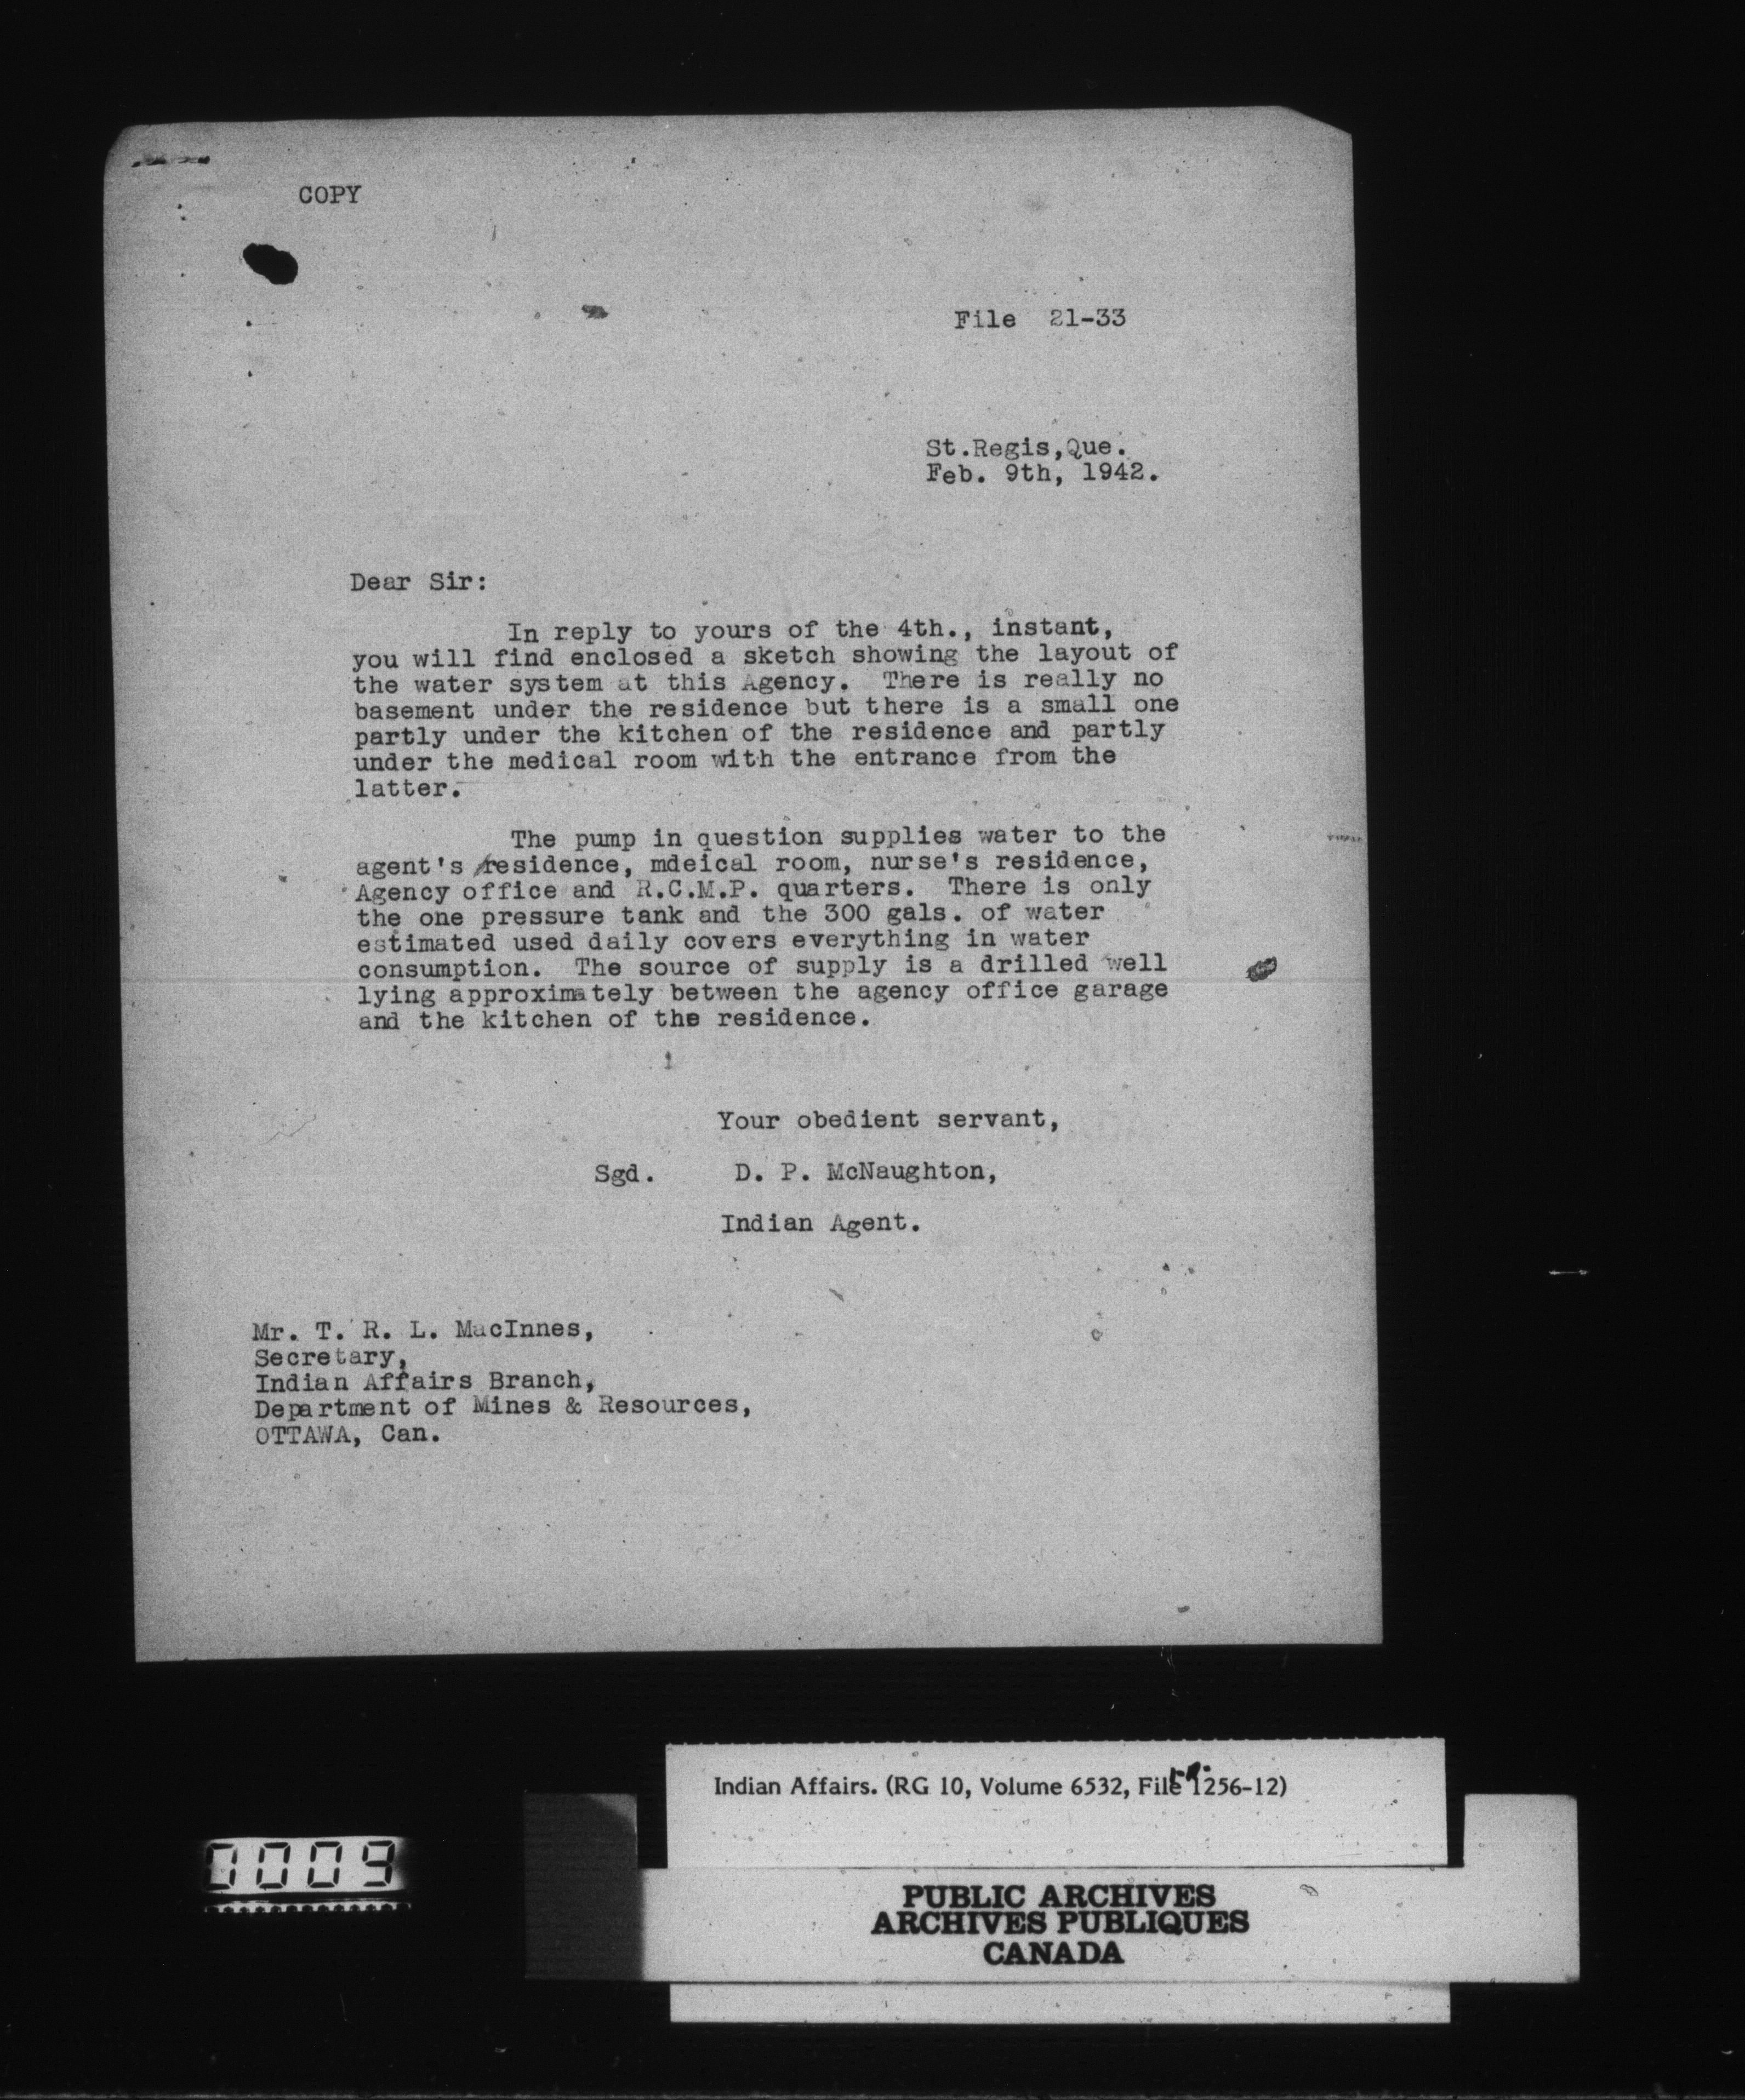 COPY
File 21-33
St.Regis,Que.
Feb. 9th, 1942.
Dear Sir:
In reply to yours of the 4th., instant,
you will find enclosed a sketch showing the layout of
the water system at this Agency. There is really no
basement under the residence but there is a small one
partly under the kitchen of the residence and partly
under the medical room with the entrance from the
latter.
The pump in question supplies water to the
agent's residence, mdeical room, nurse's residence,
Agency office and R.C.M.P. quarters. There is only
the one pressure tank and the 300 gals. of water
estimated used daily covers everything in water
consumption. The source of supply is a drilled well
lying approximately between the agency office garage
and the kitchen of the residence.
Your obedient servant,
Sgd. D. P. McNaughton,
Indian Agent.
Mr. T. R. L. MacInnes,
Secretary,
Indian Affairs Branch,
Department of Mines & Resources,
OTTAWA, Can.
Indian Affairs. (RG 10, Volume 6532, File 1256-12)
0009
PUBLIC ARCHIVES
ARCHIVES PUBLIQUES
CANADA